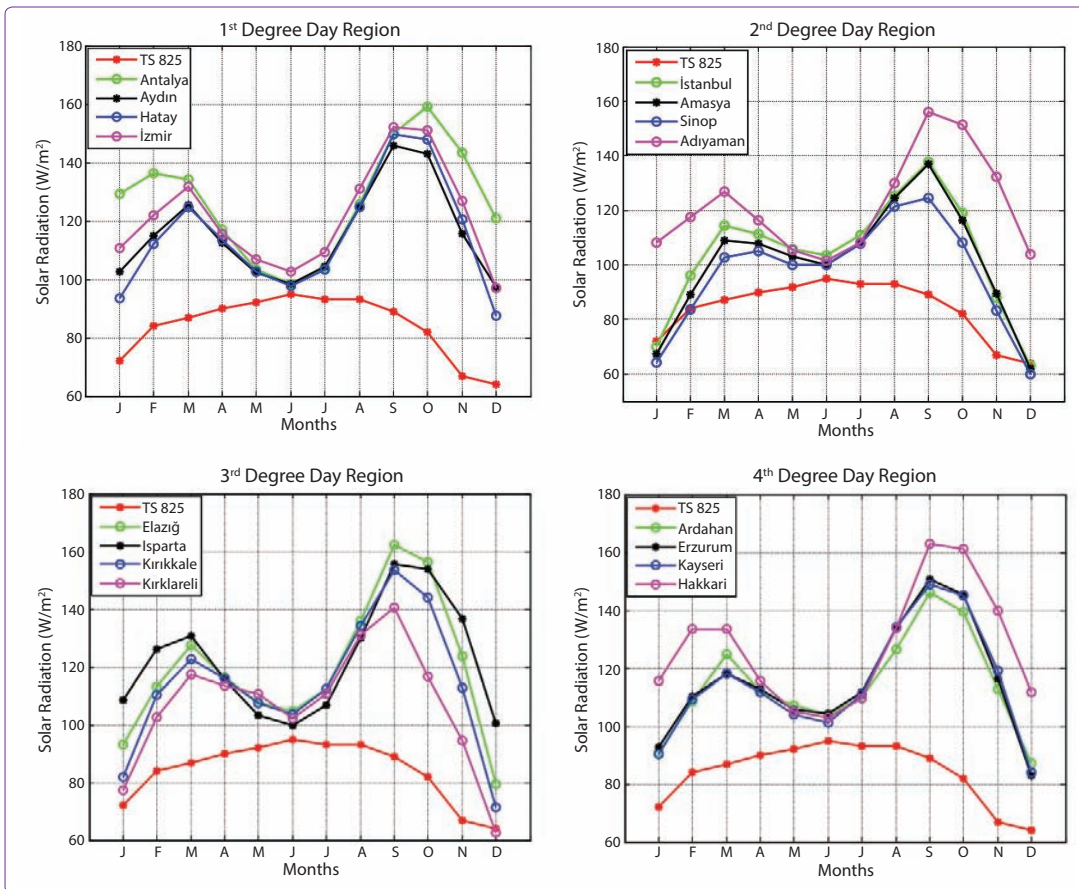 1st Degree Day Region
180
160
140
120
100
80
60
Solar Radiation (W/m²)
TS 825
Antalya
Aydın
Hatay
İzmir
J F M A M J J A S O N D
Months
2nd Degree Day Region
180
160
140
120
100
80
60
Solar Radiation (W/m²)
TS 825
İstanbul
Amasya
Sinop
Adıyaman
J F M A M J J A S O N D
Months
3rd Degree Day Region
180
160
140
120
100
80
60
Solar Radiation (W/m²)
TS 825
Elazığ
Isparta
Kırıkkale
Kırklareli
J F M A M J J A S O N D
Months
4th Degree Day Region
180
160
140
120
100
80
60
Solar Radiation (W/m²)
TS 825
Ardahan
Erzurum
Kayseri
Hakkari
J F M A M J J A S O N D
Months